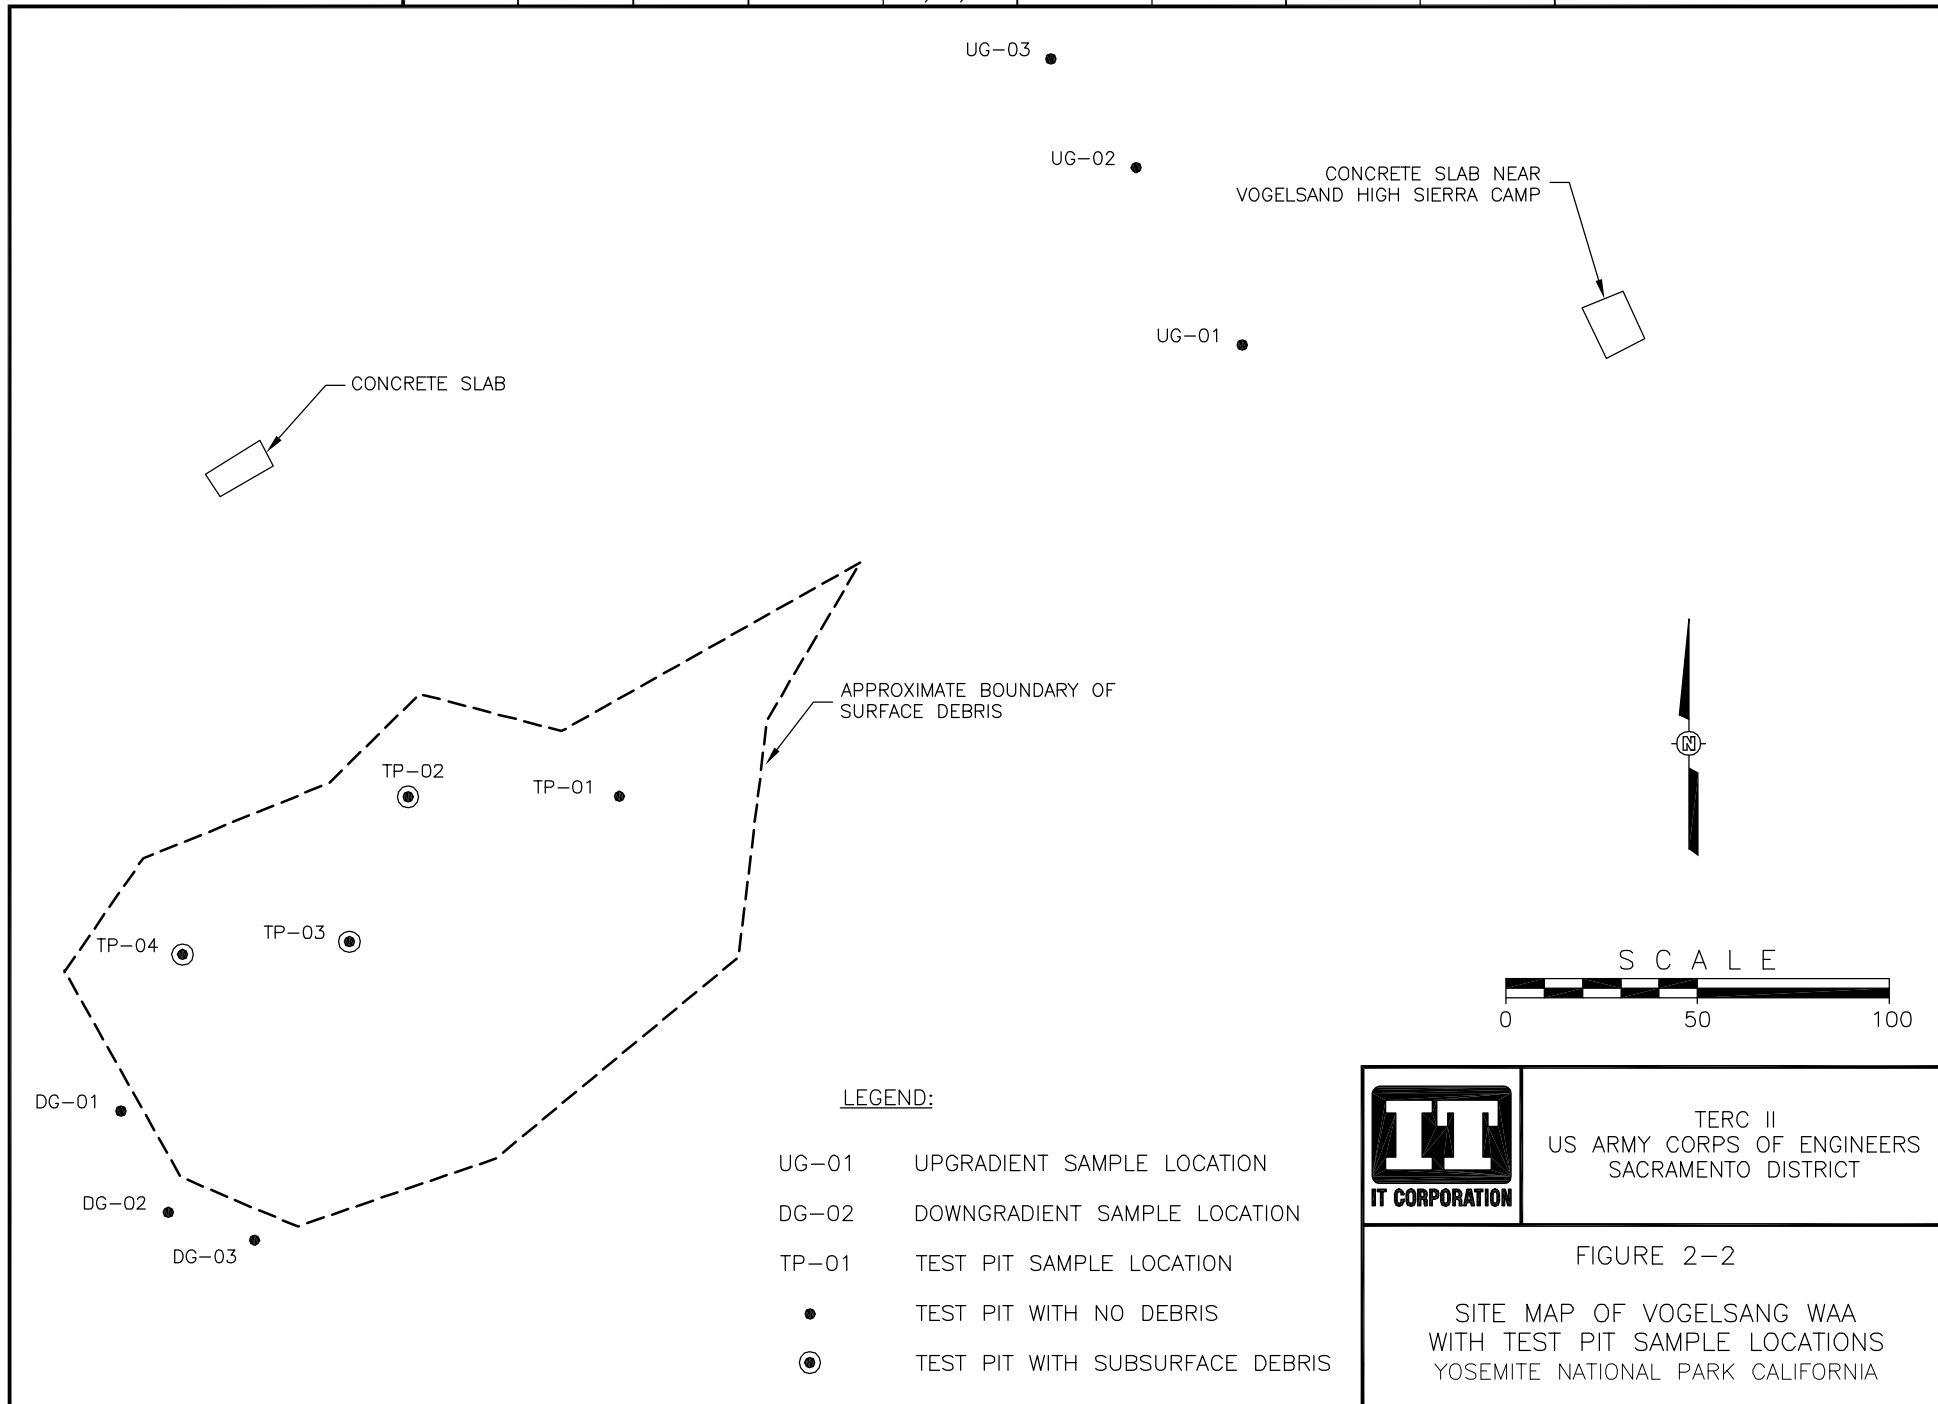 UG-03
UG-02
CONCRETE SLAB NEAR
VOGELSAND HIGH SIERRA CAMP
UG-01
CONCRETE SLAB
APPROXIMATE BOUNDARY OF
SURFACE DEBRIS
TP-02
TP-01
N
TP-03
TP-04
SCALE
0 50 100
DG-01
DG-02
DG-03
LEGEND:
UG-01 UPGRADIENT SAMPLE LOCATION
DG-02 DOWNGRADIENT SAMPLE LOCATION
TP-01 TEST PIT SAMPLE LOCATION
TEST PIT WITH NO DEBRIS
TEST PIT WITH SUBSURFACE DEBRIS
IT
IT CORPORATION
TERC II
US ARMY CORPS OF ENGINEERS
SACRAMENTO DISTRICT
FIGURE 2-2
SITE MAP OF VOGELSANG WAA
WITH TEST PIT SAMPLE LOCATIONS
YOSEMITE NATIONAL PARK CALIFORNIA